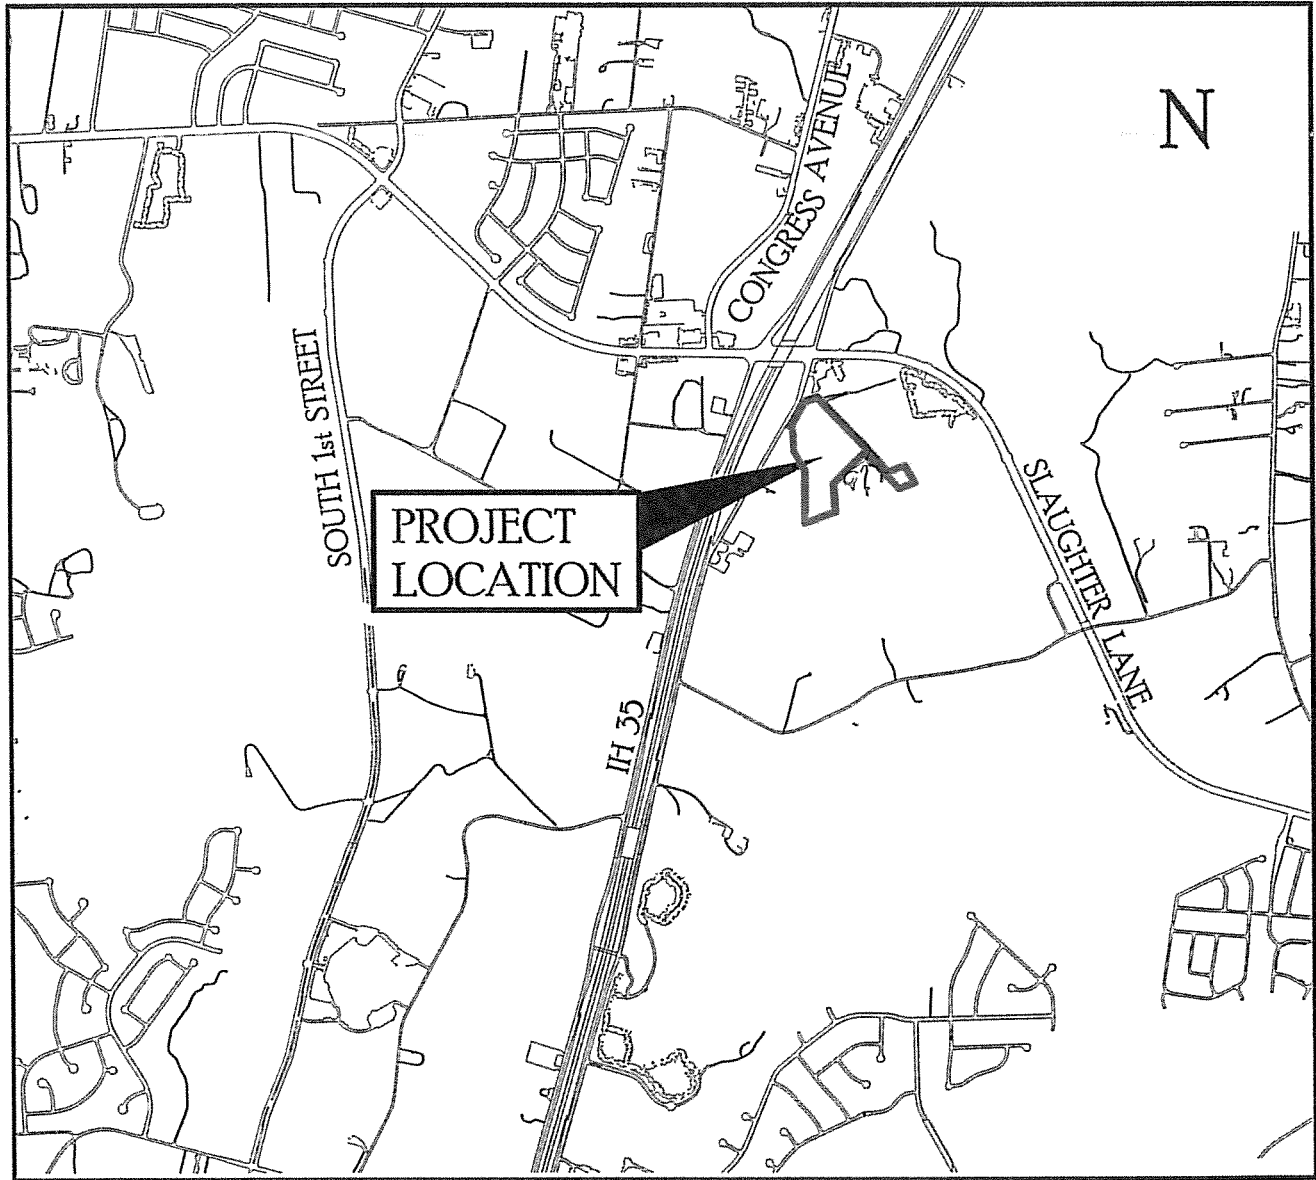 N
CONGRESS AVENUE
SOUTH 1st STREET
PROJECT
LOCATION
SLAUGHTER LANE
IH 35